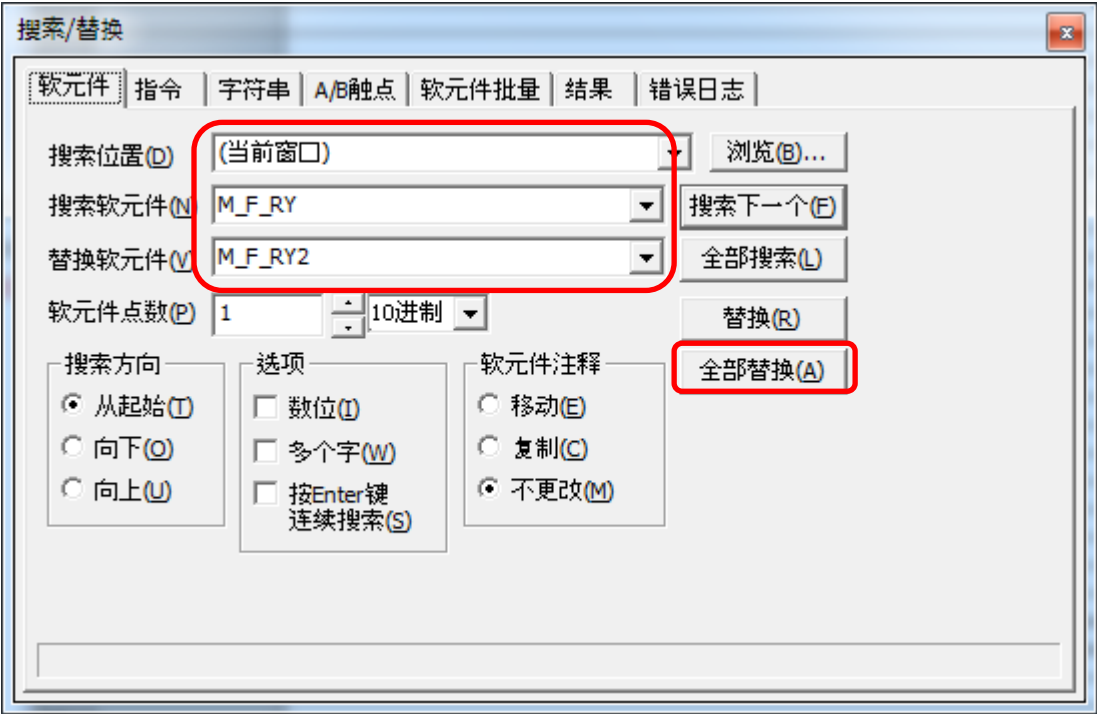 搜索/替换
软元件 指令 字符串 A/B触点 软元件批量 结果 错误日志
搜索位置(D) (当前窗口) 浏览(B)...
搜索软元件(N) M_F_RY 搜索下一个(F)
替换软元件(V) M_F_RY2 全部搜索(L)
软元件点数(P) 1 10进制 替换(R)
全部替换(A)
搜索方向 选项 软元件注释
从起始(T) 数位(I) 移动(E)
向下(O) 多个字(W) 复制(C)
向上(U) 按Enter键 不更改(M)
连续搜索(S)